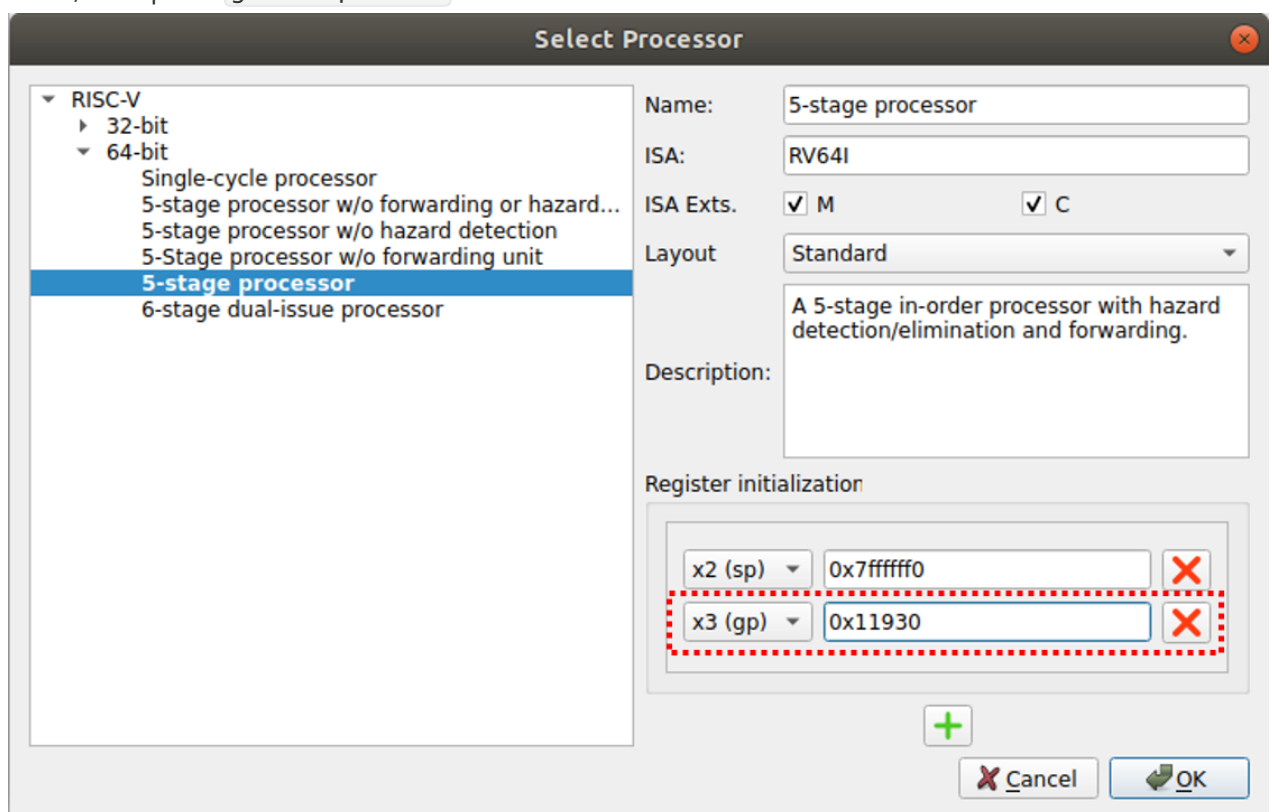 Select Processor
RISC-V
32-bit
64-bit
Single-cycle processor
5-stage processor w/o forwarding or hazard...
5-stage processor w/o hazard detection
5-Stage processor w/o forwarding unit
5-stage processor
6-stage dual-issue processor
Name: 5-stage processor
ISA: RV64I
ISA Exts. M C
Layout Standard
Description: A 5-stage in-order processor with hazard
detection/elimination and forwarding.
Register initialization
x2 (sp) 0x7ffffff0
x3 (gp) 0x11930
Cancel OK